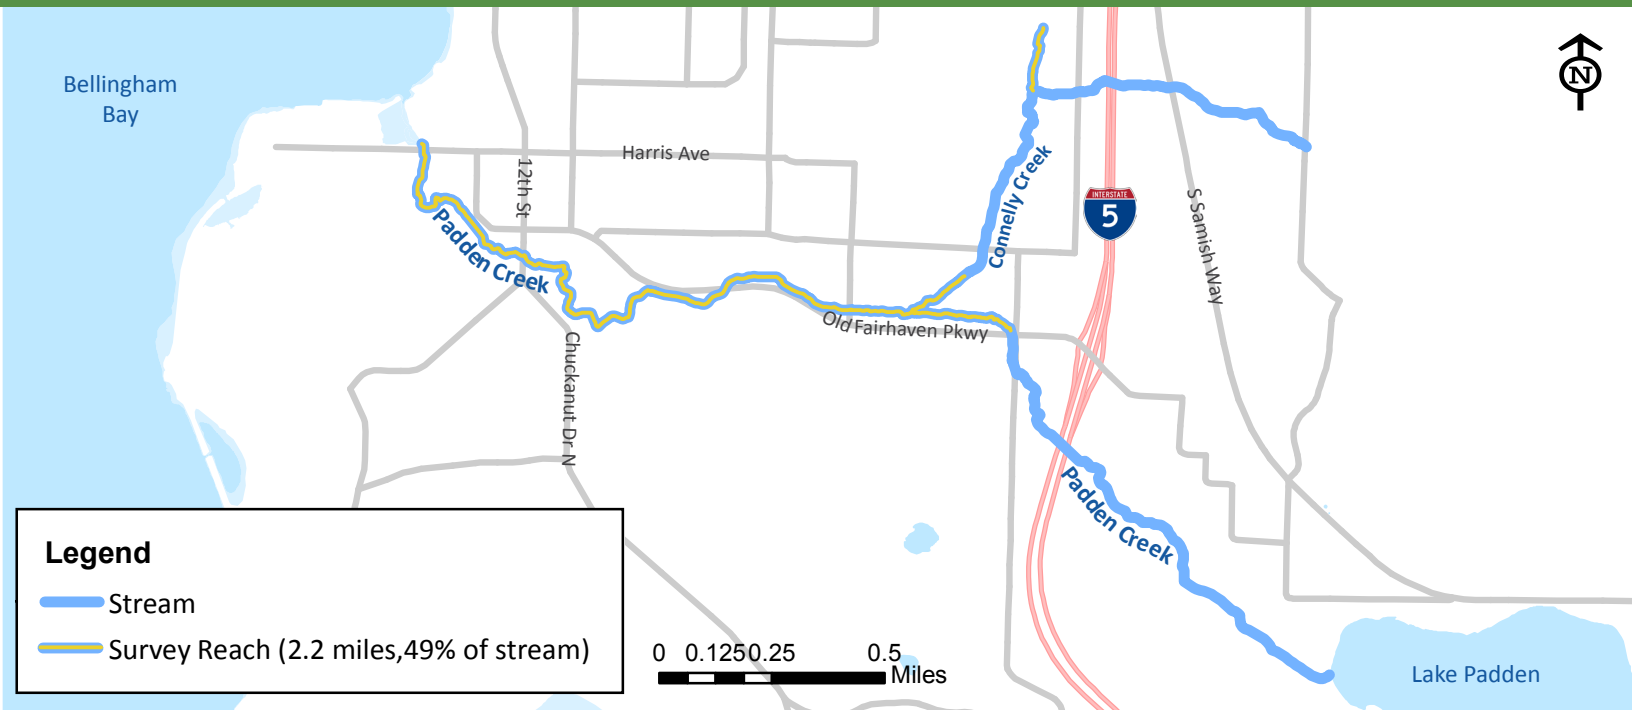 Bellingham
Bay
N
Harris Ave
12th St
Padden Creek
Connelly Creek
INTERSTATE
5
S Samish Way
Old Fairhaven Pkwy
Chuckanut Dr N
Padden Creek
Lake Padden
Legend
Stream
Survey Reach (2.2 miles,49% of stream)
0 0.125 0.25 0.5
Miles